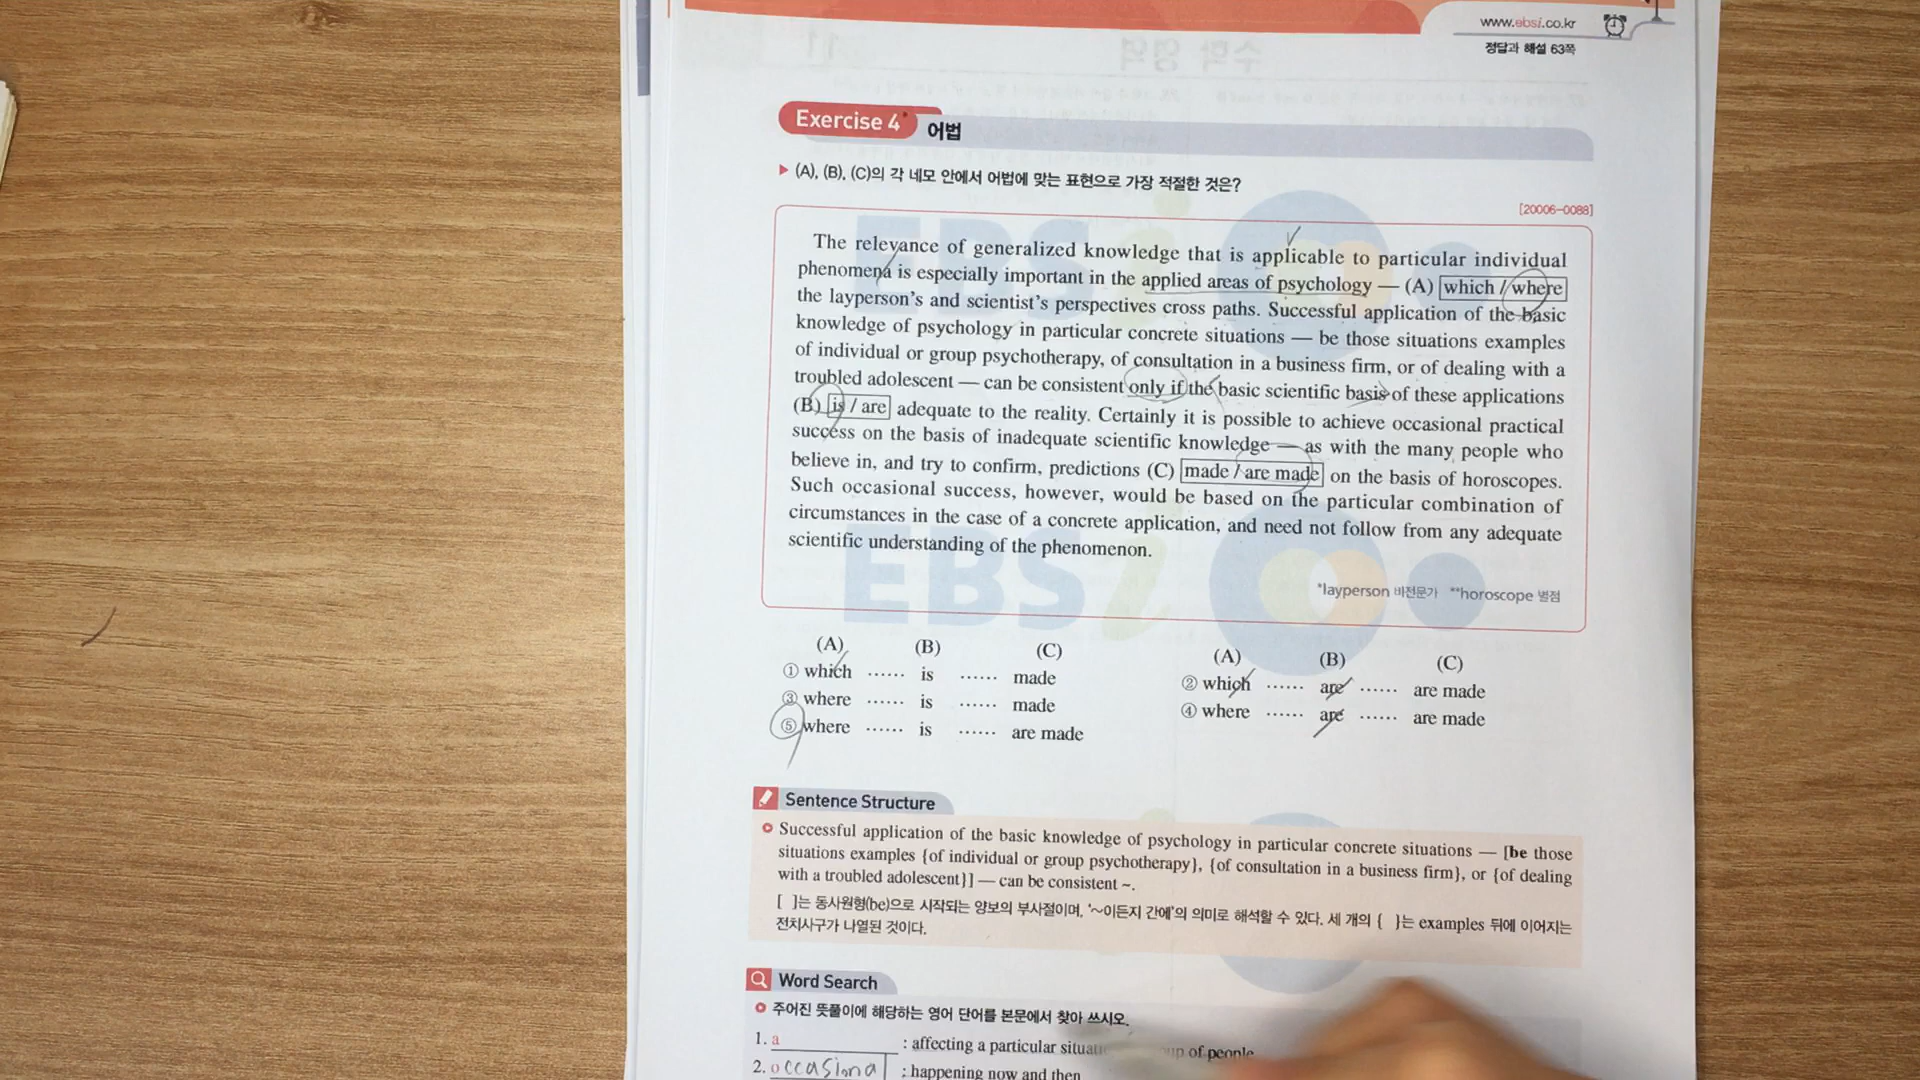 www.ebsi.co.kr
정답과 해설 63쪽
수학 영역
11
Exercise 4
어법
(A), (B), (C)의 각 네모 안에서 어법에 맞는 표현으로 가장 적절한 것은?
[20006-0088]
The relevance of generalized knowledge that is applicable to particular individual
phenomena is especially important in the applied areas of psychology — (A) which / where
the layperson's and scientist's perspectives cross paths. Successful application of the basic
knowledge of psychology in particular concrete situations — be those situations examples
of individual or group psychotherapy, of consultation in a business firm, or of dealing with a
troubled adolescent — can be consistent only if the basic scientific basis of these applications
(B) is / are adequate to the reality. Certainly it is possible to achieve occasional practical
success on the basis of inadequate scientific knowledge — as with the many people who
believe in, and try to confirm, predictions (C) made / are made on the basis of horoscopes.
Such occasional success, however, would be based on the particular combination of
circumstances in the case of a concrete application, and need not follow from any adequate
scientific understanding of the phenomenon.
*layperson 비전문가 **horoscope 별점
EBSi
EBSi
(A) (B) (C) (A) (B) (C)
① which ······ is ······ made ② which ······ are ······ are made
③ where ······ is ······ made ④ where ······ are ······ are made
⑤ where ······ is ······ are made
Sentence Structure
Successful application of the basic knowledge of psychology in particular concrete situations — [be those
situations examples {of individual or group psychotherapy}, {of consultation in a business firm}, or {of dealing
with a troubled adolescent}] — can be consistent ~.
[ ]는 동사원형(be)으로 시작되는 양보의 부사절이며, '~이든지 간에'의 의미로 해석할 수 있다. 세 개의 { }는 examples 뒤에 이어지는
전치사구가 나열된 것이다.
Word Search
주어진 뜻풀이에 해당하는 영어 단어를 본문에서 찾아 쓰시오.
1. a : affecting a particular of people
2. occasional : happening now and then